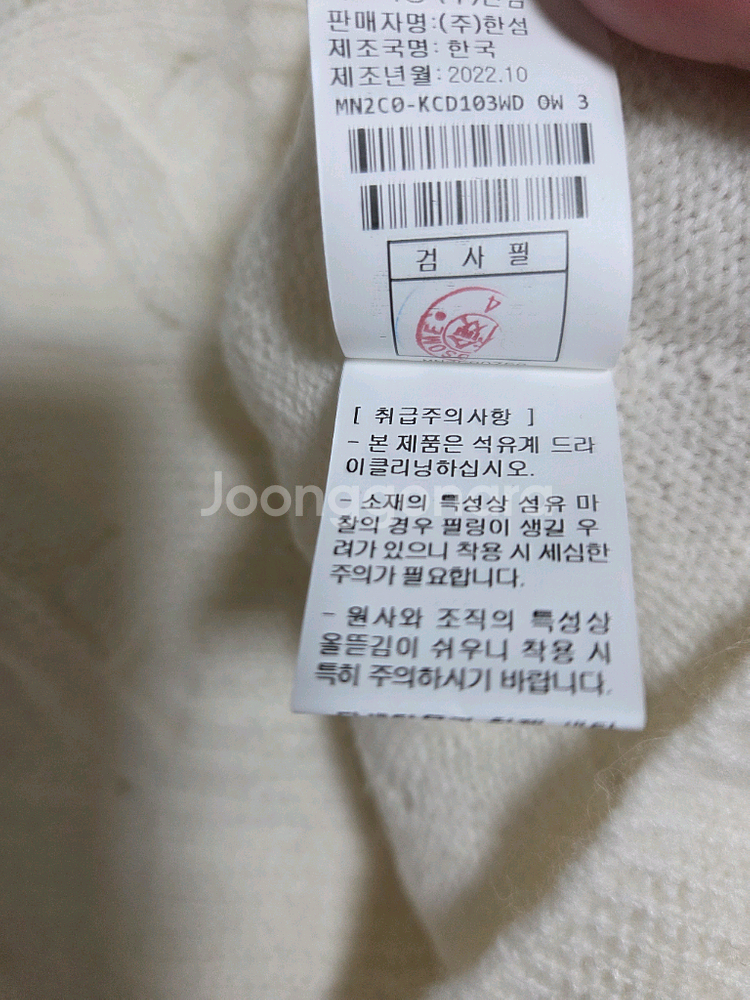 판매자명:(주)한섬
제조국명: 한국
제조년월: 2022.10
MN2C0-KCD103WD OW 3
검 사 필
4
[ 취급주의사항 ]
- 본 제품은 석유계 드라
이클리닝하십시오.
Joonggonara
- 소재의 특성상 섬유 마
찰의 경우 필링이 생길 우
려가 있으니 착용 시 세심한
주의가 필요합니다.
- 원사와 조직의 특성상
올뜯김이 쉬우니 착용 시
특히 주의하시기 바랍니다.